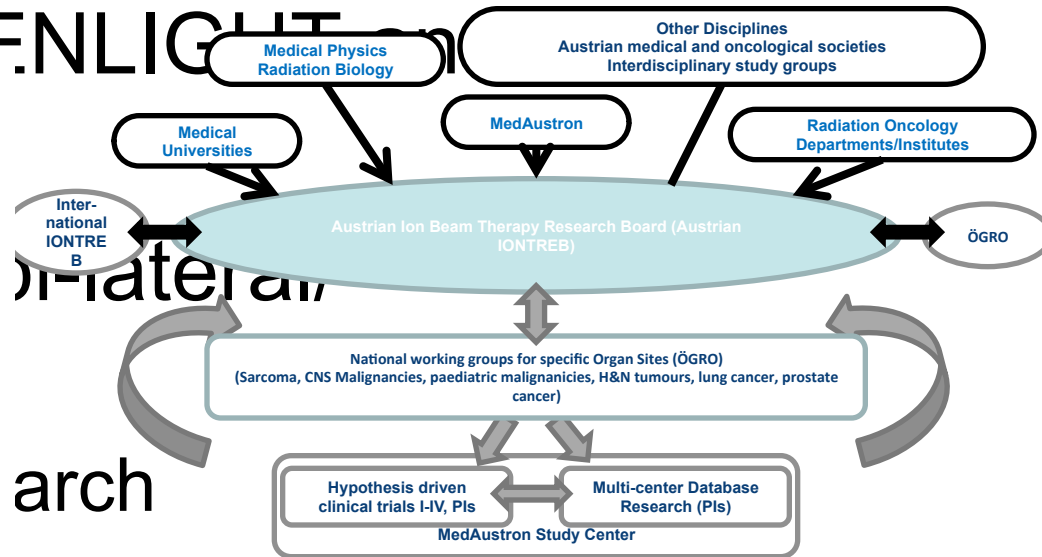 ENLIGHT
Medical Physics
Radiation Biology
Other Disciplines
Austrian medical and oncological societies
Interdisciplinary study groups
Medical
Universities
MedAustron
Radiation Oncology
Departments/Institutes
Inter-
national
IONTRE
B
Austrian Ion Beam Therapy Research Board (Austrian
IONTREB)
ÖGRO
bi-lateral/
National working groups for specific Organ Sites (ÖGRO)
(Sarcoma, CNS Malignancies, paediatric malignanicies, H&N tumours, lung cancer, prostate
cancer)
arch
Hypothesis driven
clinical trials I-IV, PIs
Multi-center Database
Research (PIs)
MedAustron Study Center